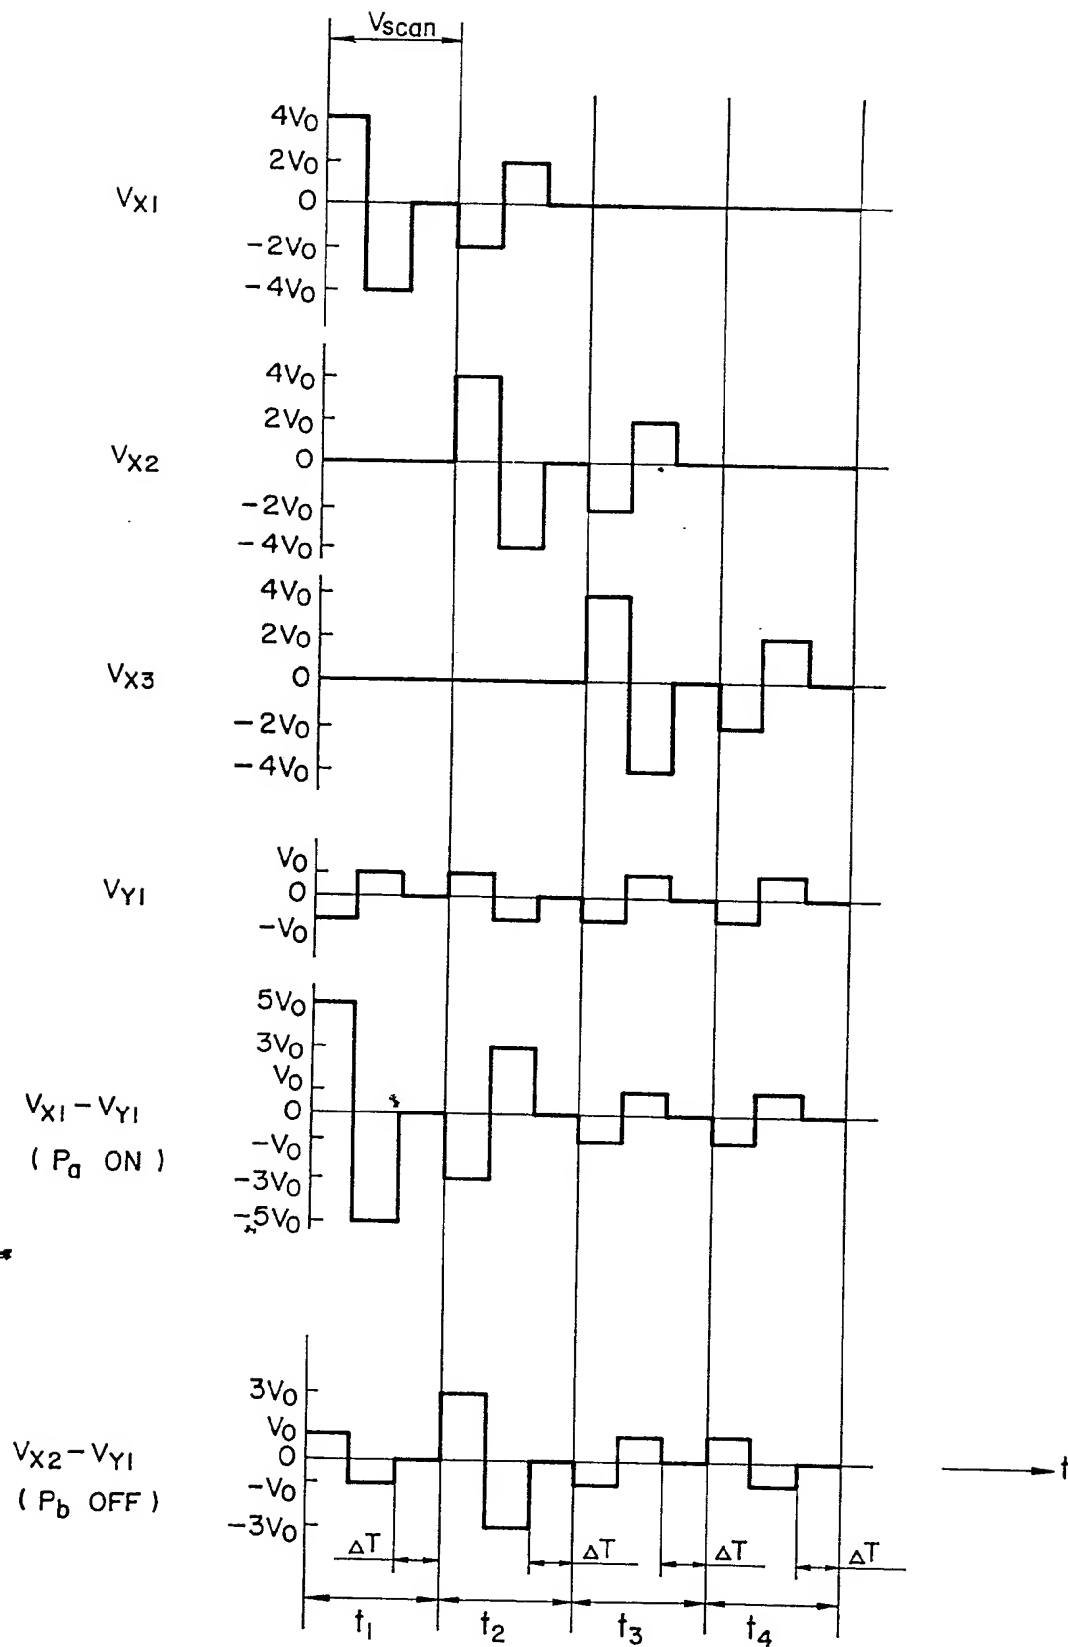 Vscan
4V0
2V0
VX1
0
-2V0
-4V0
4V0
2V0
VX2
0
-2V0
-4V0
4V0
2V0
VX3
0
-2V0
-4V0
V0
VY1
0
-V0
5V0
3V0
V0
VX1-VY1
0
(Pa ON)
-V0
-3V0
-5V0
3V0
V0
VX2-VY1
0
t
(Pb OFF)
-V0
-3V0
ΔT ΔT ΔT ΔT
t1 t2 t3 t4